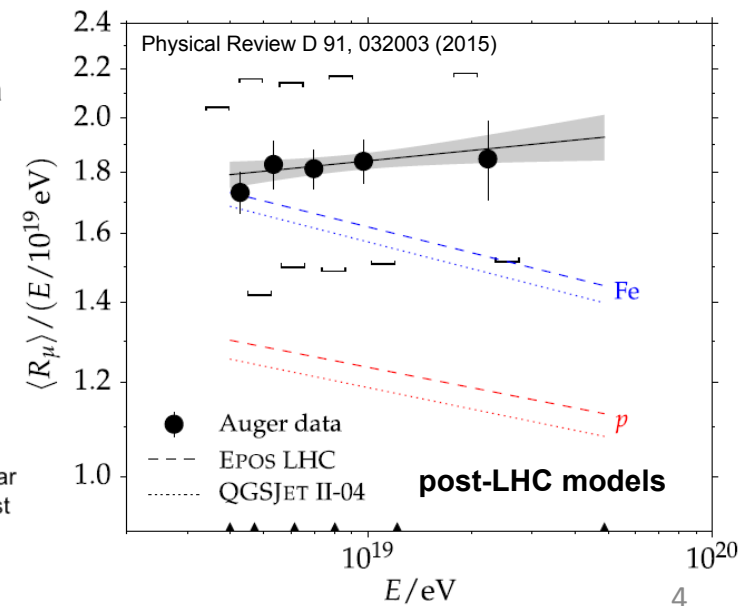 Physical Review D 91, 032003 (2015)
2.4
2.2
2.0
1.8
1.6
1.4
1.2
1.0
⟨Rμ⟩/(E/10¹⁹ eV)
Fe
p
Auger data
EPOS LHC
QGSJET II-04
post-LHC models
ar
st
10¹⁹
10²⁰
E/eV
4